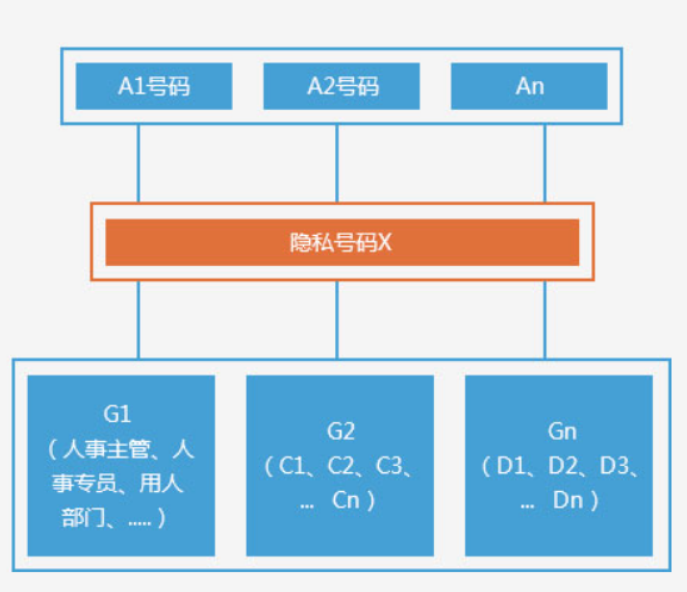 A1号码
A2号码
An
隐私号码X
G1
（人事主管、人
事专员、用人
部门、.....）
G2
（C1、C2、C3、
... Cn）
Gn
（D1、D2、D3、
... Dn）